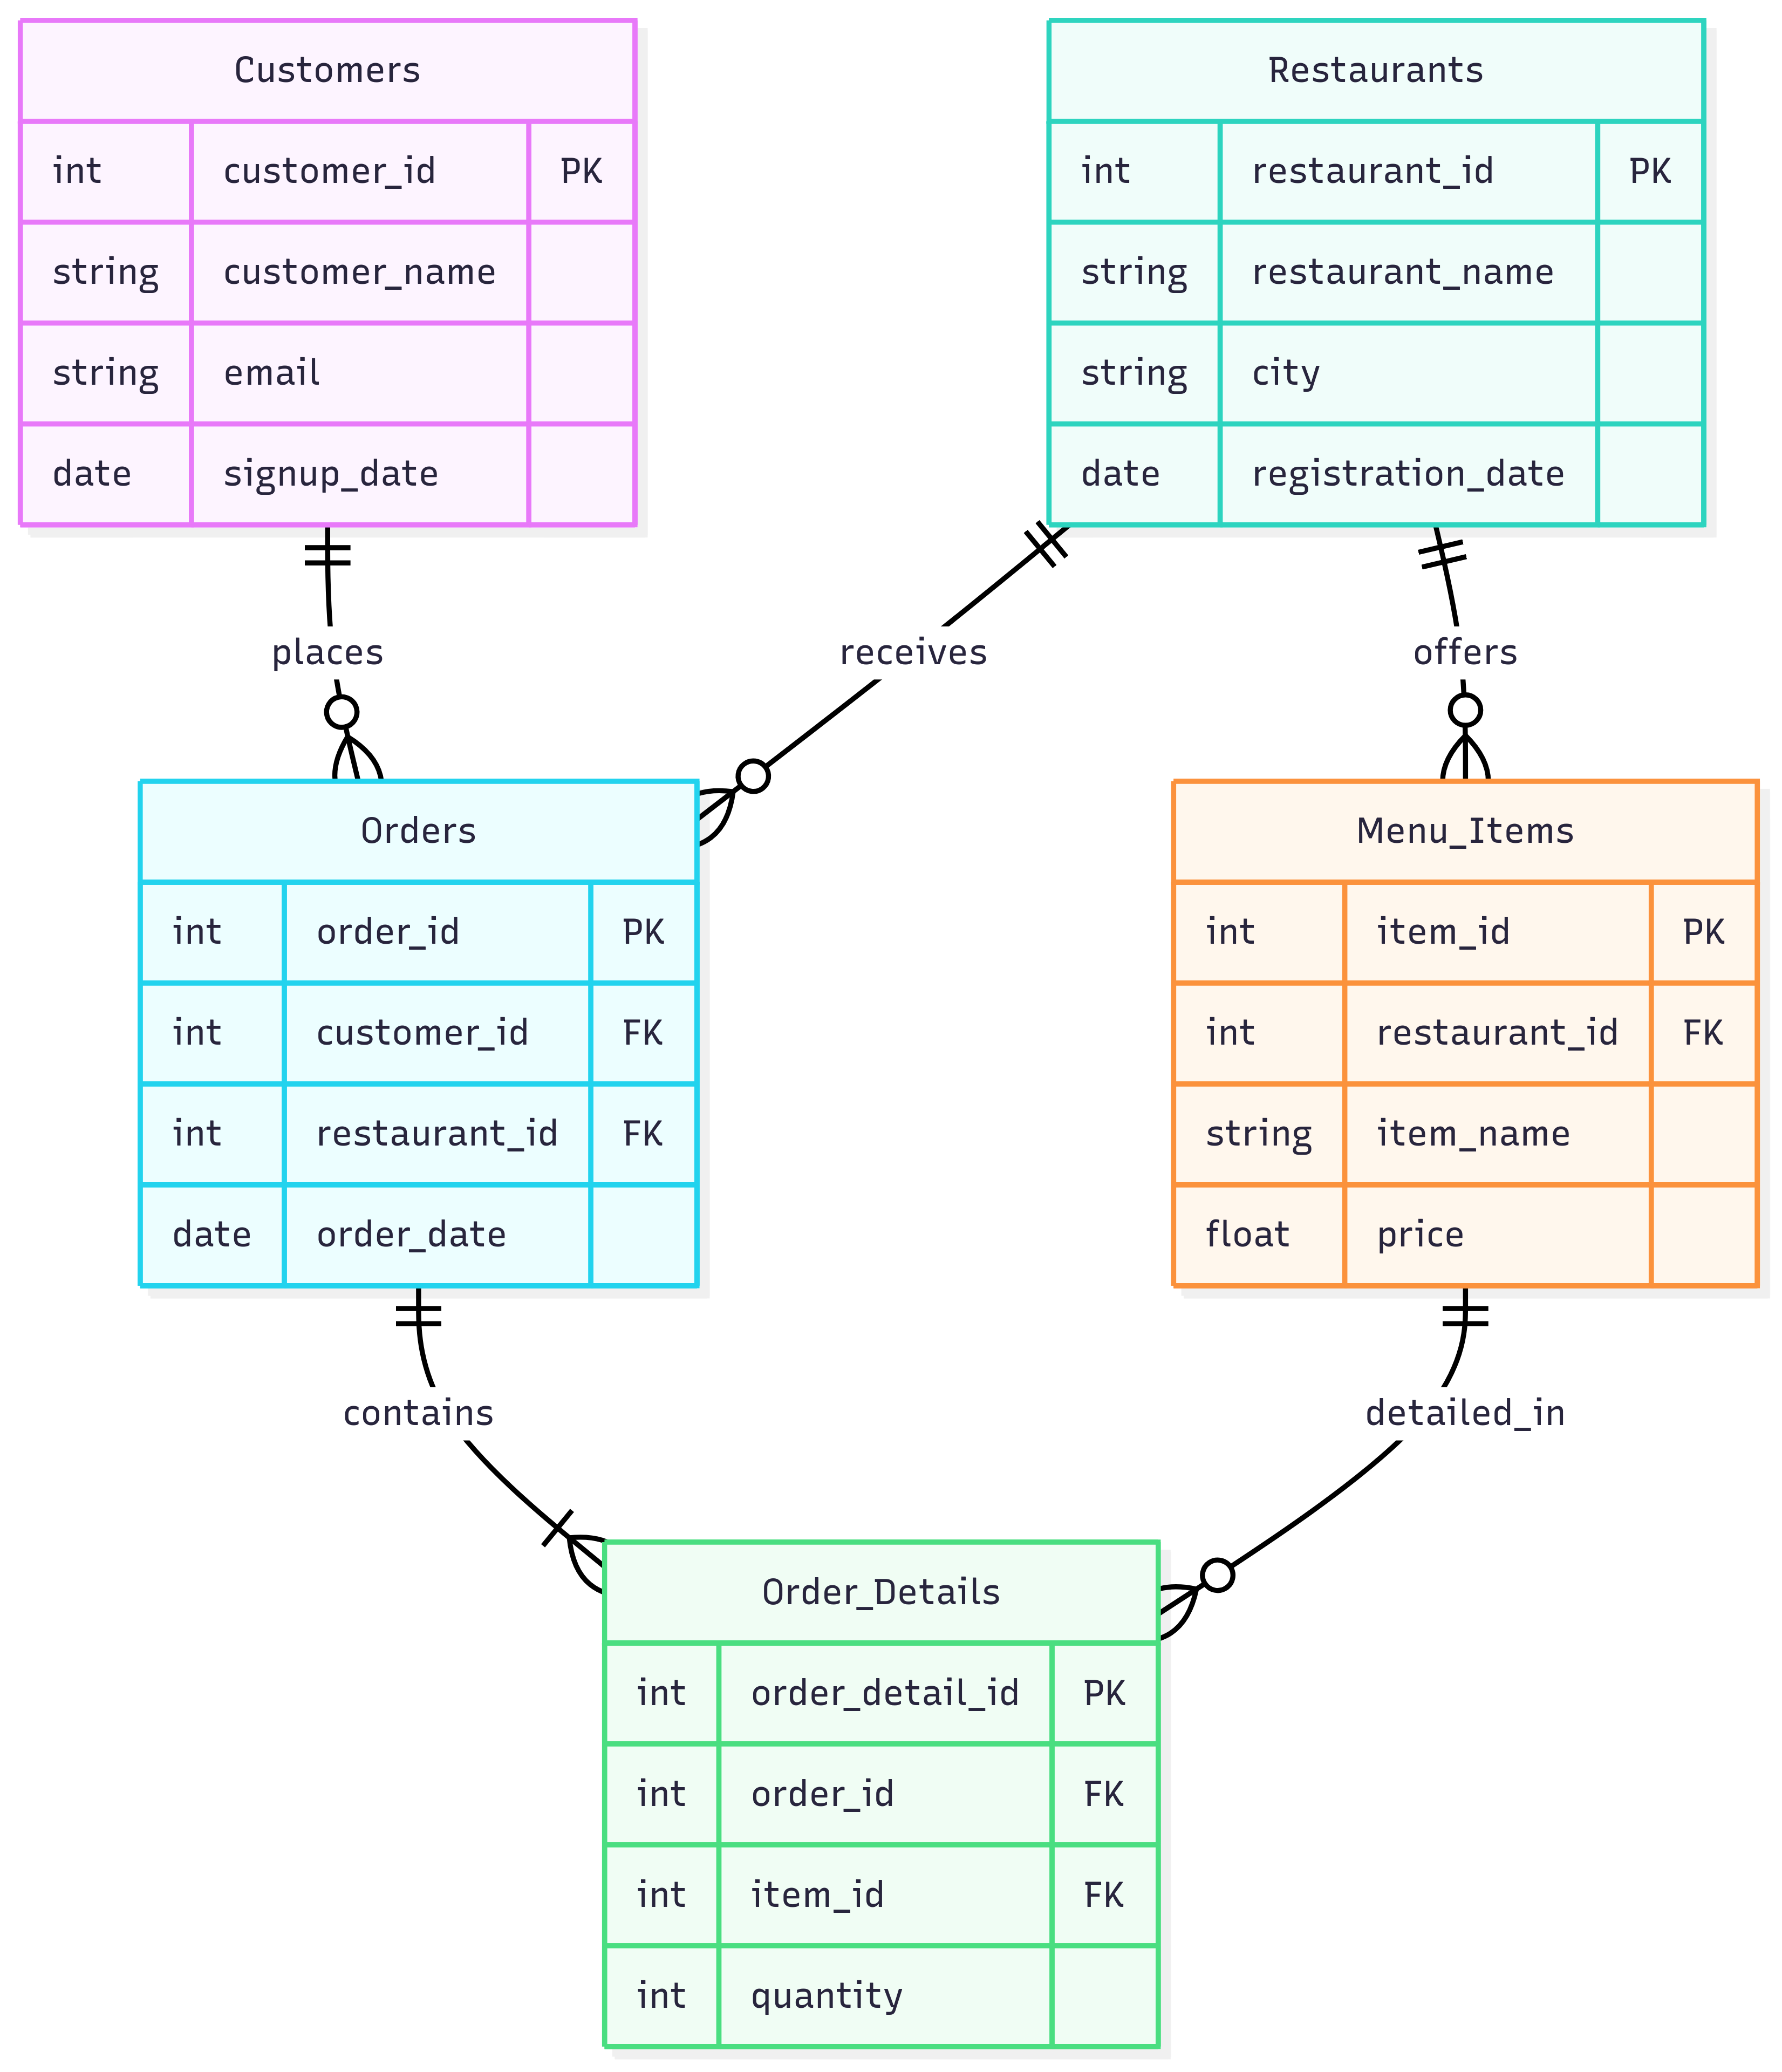 Customers
int customer_id PK
string customer_name
string email
date signup_date
Restaurants
int restaurant_id PK
string restaurant_name
string city
date registration_date
places
receives
offers
Orders
int order_id PK
int customer_id FK
int restaurant_id FK
date order_date
Menu_Items
int item_id PK
int restaurant_id FK
string item_name
float price
contains
detailed_in
Order_Details
int order_detail_id PK
int order_id FK
int item_id FK
int quantity